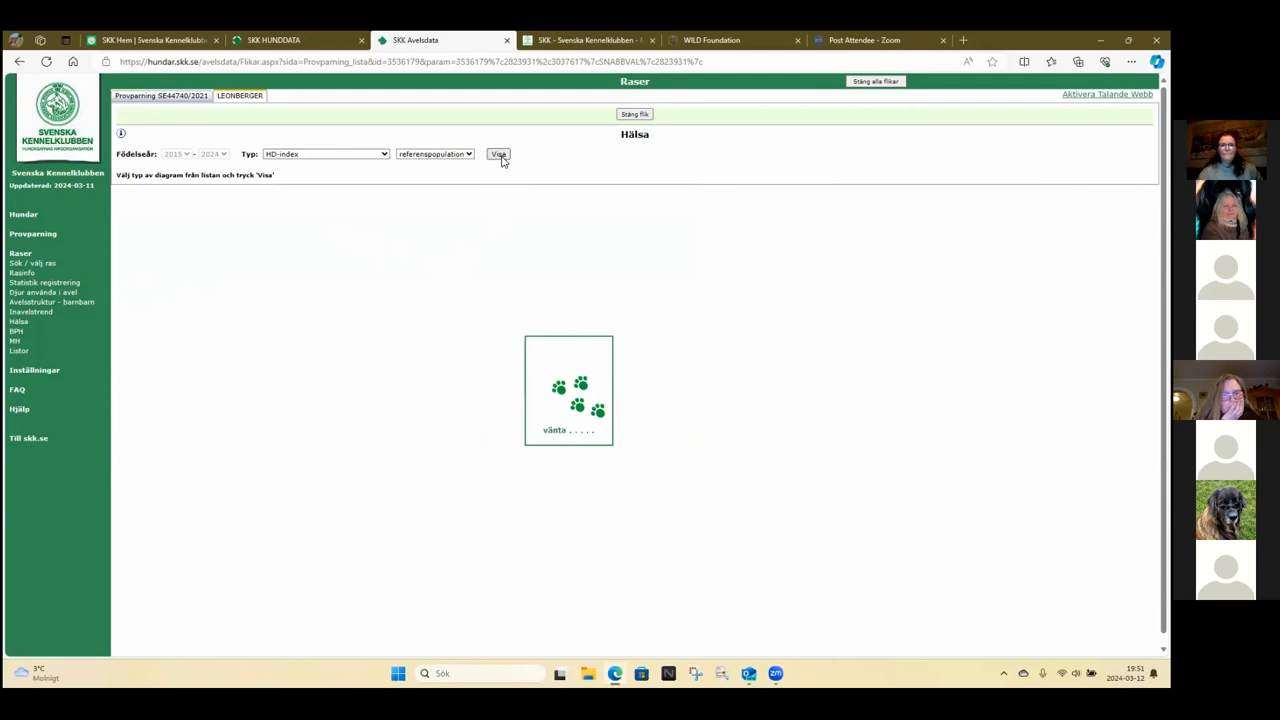 SKK Hem | Svenska Kennelklubb
SKK HUNDDATA
SKK Avelsdata
SKK - Svenska Kennelklubben -
WILD Foundation
Post Attendee - Zoom
https://hundar.skk.se/avelsdata/Flikar.aspx?sida=Provparning_lista&id=3536179&param=3536179%7c2823931%2c3037617%7cSNABBVAL%7c2823931%7c
Raser
Stäng alla flikar
Provparning SE44740/2021
LEONBERGER
Aktivera Talande Webb
Stäng flik
Hälsa
Födelseår: 2015 - 2024 Typ: HD-index referenspopulation Visa
Välj typ av diagram från listan och tryck 'Visa'
SVENSKA
KENNELKLUBBEN
Svenska Kennelklubben
Uppdaterad: 2024-03-11
Hundar
Provparning
Raser
Sök / välj ras
Rasinfo
Statistik registrering
Djur använda i avel
Avelsstruktur - barnbarn
Inavelstrend
Hälsa
BPH
MH
Listor
Inställningar
FAQ
Hjälp
Till skk.se
vänta . . . . .
3°C
Molnigt
Sök
19:51
2024-03-12